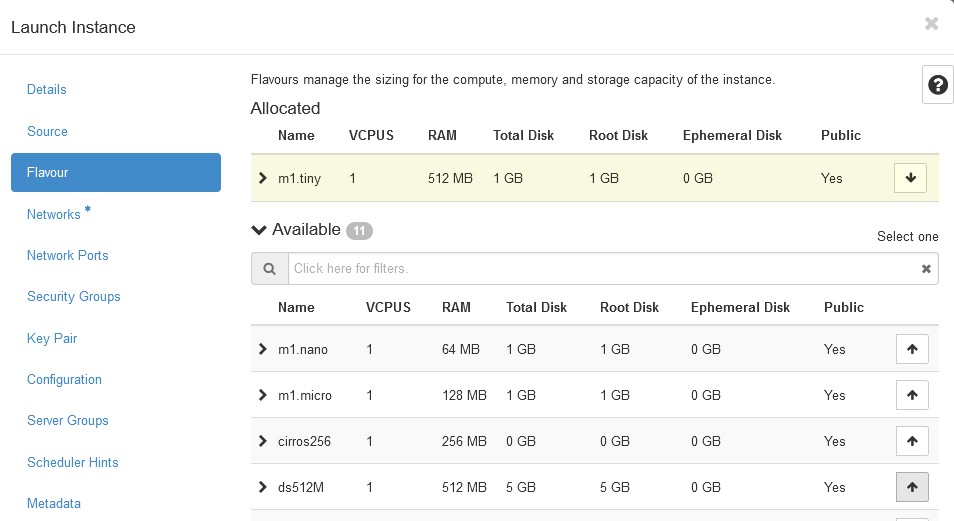 Launch Instance
Details
Source
Flavour
Networks *
Network Ports
Security Groups
Key Pair
Configuration
Server Groups
Scheduler Hints
Metadata
Flavours manage the sizing for the compute, memory and storage capacity of the instance.
Allocated
Name VCPUS RAM Total Disk Root Disk Ephemeral Disk Public
m1.tiny 1 512 MB 1 GB 1 GB 0 GB Yes
Available 11
Select one
Click here for filters.
Name VCPUS RAM Total Disk Root Disk Ephemeral Disk Public
m1.nano 1 64 MB 1 GB 1 GB 0 GB Yes
m1.micro 1 128 MB 1 GB 1 GB 0 GB Yes
cirros256 1 256 MB 0 GB 0 GB 0 GB Yes
ds512M 1 512 MB 5 GB 5 GB 0 GB Yes